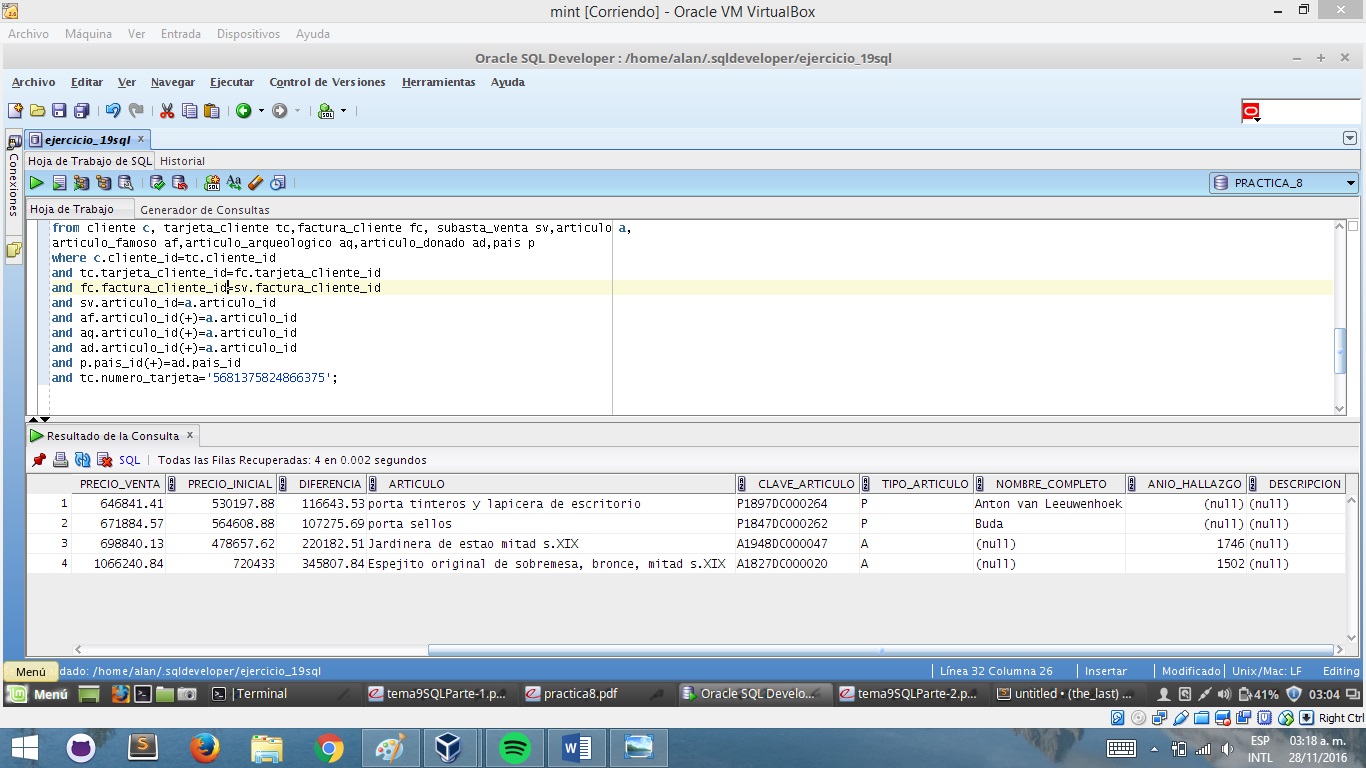 mint [Corriendo] - Oracle VM VirtualBox
Archivo Máquina Ver Entrada Dispositivos Ayuda
Oracle SQL Developer : /home/alan/.sqldeveloper/ejercicio_19sql
Archivo Editar Ver Navegar Ejecutar Control de Versiones Herramientas Ayuda
ejercicio_19sql x
Conexiones
Hoja de Trabajo de SQL Historial
PRACTICA_8
Hoja de Trabajo Generador de Consultas
from cliente c, tarjeta_cliente tc,factura_cliente fc, subasta_venta sv,articulo a,
articulo_famoso af,articulo_arqueologico aq,articulo_donado ad,pais p
where c.cliente_id=tc.cliente_id
and tc.tarjeta_cliente_id=fc.tarjeta_cliente_id
and fc.factura_cliente_id=sv.factura_cliente_id
and sv.articulo_id=a.articulo_id
and af.articulo_id(+)=a.articulo_id
and aq.articulo_id(+)=a.articulo_id
and ad.articulo_id(+)=a.articulo_id
and p.pais_id(+)=ad.pais_id
and tc.numero_tarjeta='5681375824866375';
Resultado de la Consulta x
SQL | Todas las Filas Recuperadas: 4 en 0.002 segundos
PRECIO_VENTA PRECIO_INICIAL DIFERENCIA ARTICULO CLAVE_ARTICULO TIPO_ARTICULO NOMBRE_COMPLETO ANIO_HALLAZGO DESCRIPCION
1 646841.41 530197.88 116643.53 porta tinteros y lapicera de escritorio P1897DC000264 P Anton van Leeuwenhoek (null) (null)
2 671884.57 564608.88 107275.69 porta sellos P1847DC000262 P Buda (null) (null)
3 698840.13 478657.62 220182.51 Jardinera de estao mitad s.XIX A1948DC000047 A (null) 1746 (null)
4 1066240.84 720433 345807.84 Espejito original de sobremesa, bronce, mitad s.XIX A1827DC000020 A (null) 1502 (null)
Menú
dado: /home/alan/.sqldeveloper/ejercicio_19sql
Línea 32 Columna 26 Insertar Modificado Unix/Mac: LF Editing
Menú Terminal tema9SQLParte-1.p... practica8.pdf Oracle SQL Develo... tema9SQLParte-2.p... untitled • (the_last) ... 41% 03:04
Right Ctrl
ESP 03:18 a. m.
INTL 28/11/2016